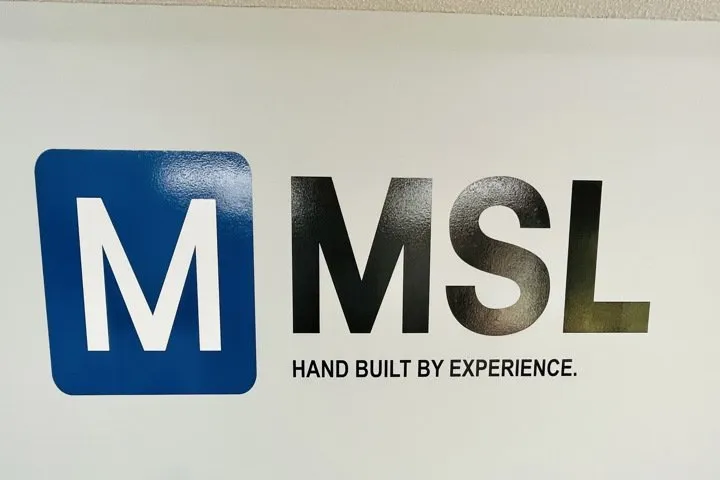 M
MSL
HAND BUILT BY EXPERIENCE.